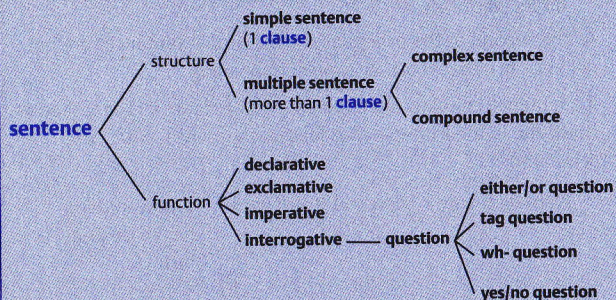 simple sentence
(1 clause)
structure
multiple sentence
(more than 1 clause)
complex sentence
compound sentence
sentence
declarative
exclamative
function
imperative
interrogative
question
either/or question
tag question
wh- question
yes/no question